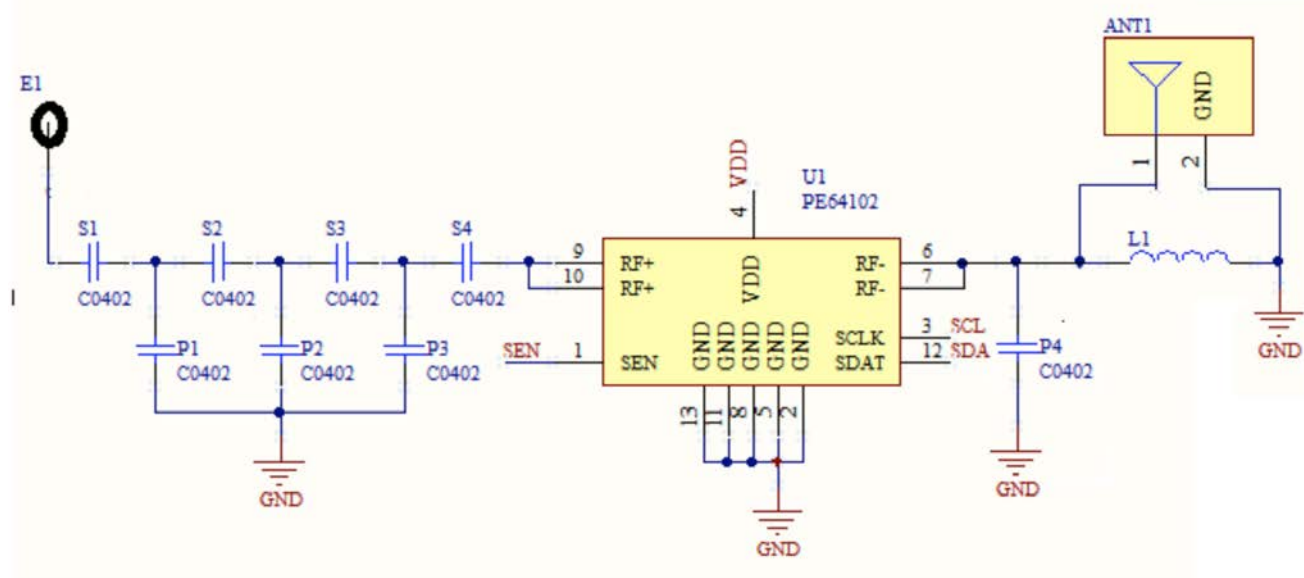 ANT1
GND
1
2
E1
VDD
4
U1
PE64102
S1
S2
S3
S4
C0402
C0402
C0402
C0402
9
10
RF+
RF+
VDD
RF-
RF-
6
7
L1
P1
C0402
P2
C0402
P3
C0402
SEN
1
SEN
GND
GND
GND
GND
GND
SCLK
SDAT
3
12
SCL
SDA
P4
C0402
GND
13
11
8
5
2
GND
GND
GND